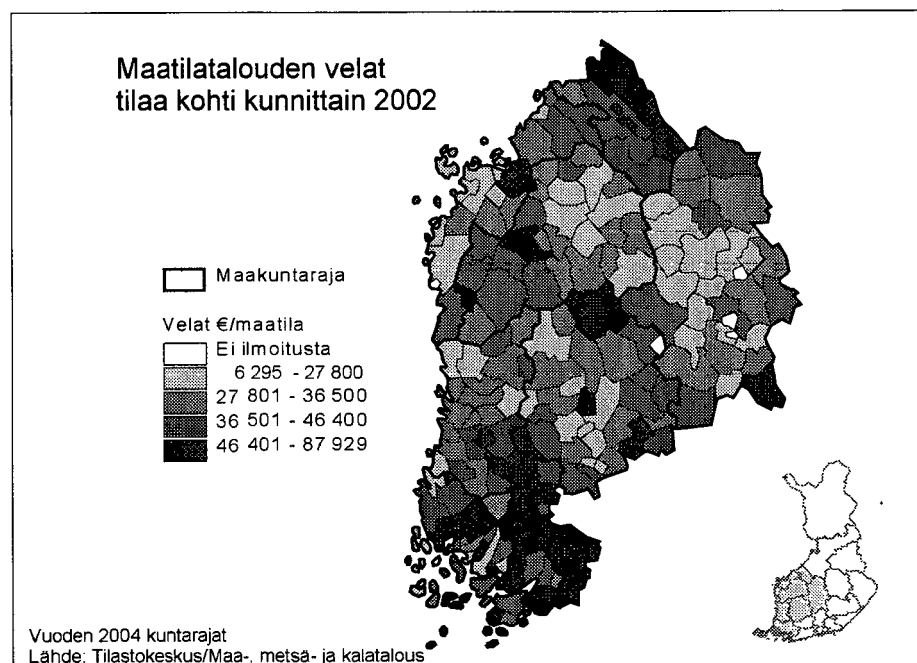 Maatilatalouden velat
tilaa kohti kunnittain 2002
Maakuntaraja
Velat €/maatila
Ei ilmoitusta
6 295 - 27 800
27 801 - 36 500
36 501 - 46 400
46 401 - 87 929
Vuoden 2004 kuntarajat
Lähde: Tilastokeskus/Maa-, metsä- ja kalatalous